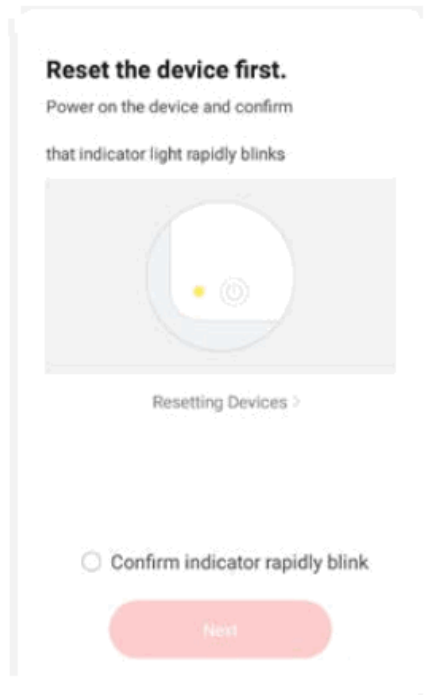 Reset the device first.
Power on the device and confirm
that indicator light rapidly blinks
Resetting Devices >
Confirm indicator rapidly blink
Next